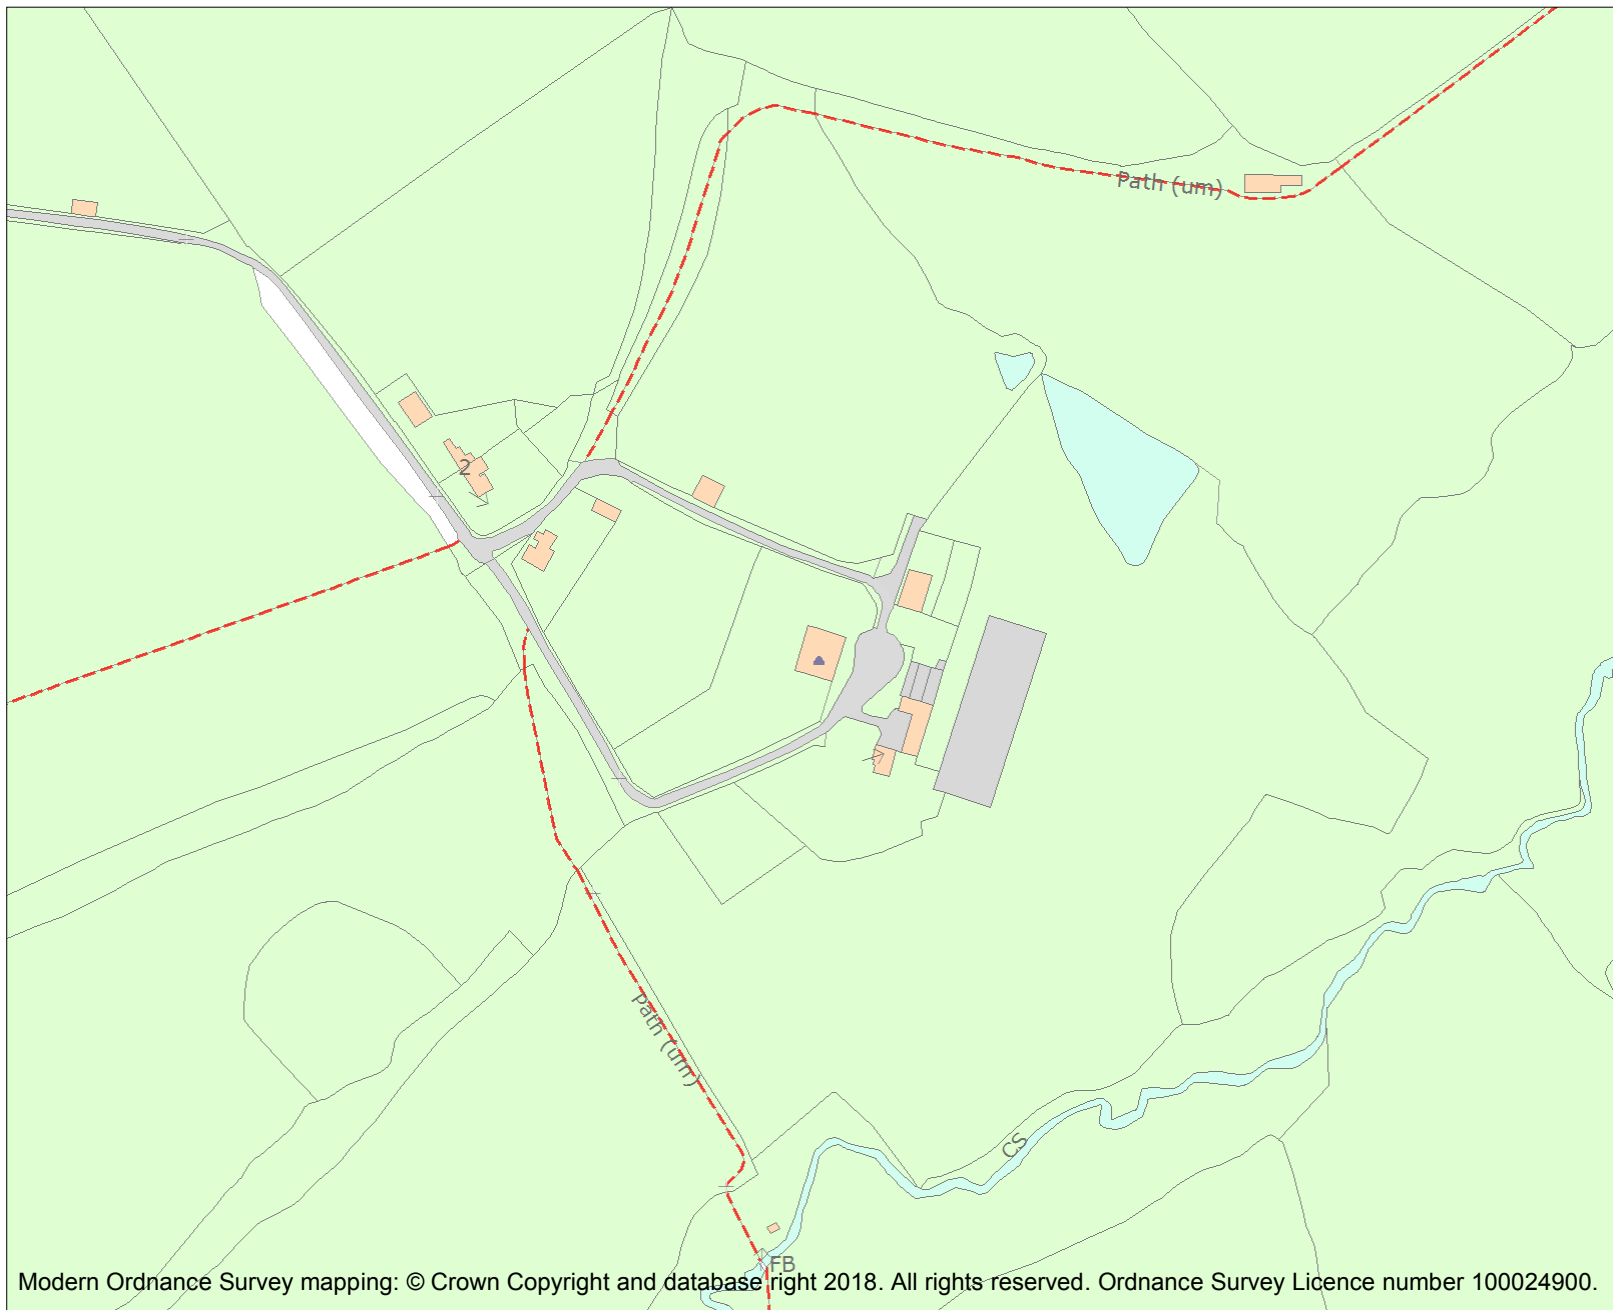 Path (um)
2
Path (um)
CS
FB
Modern Ordnance Survey mapping: © Crown Copyright and database right 2018. All rights reserved. Ordnance Survey Licence number 100024900.